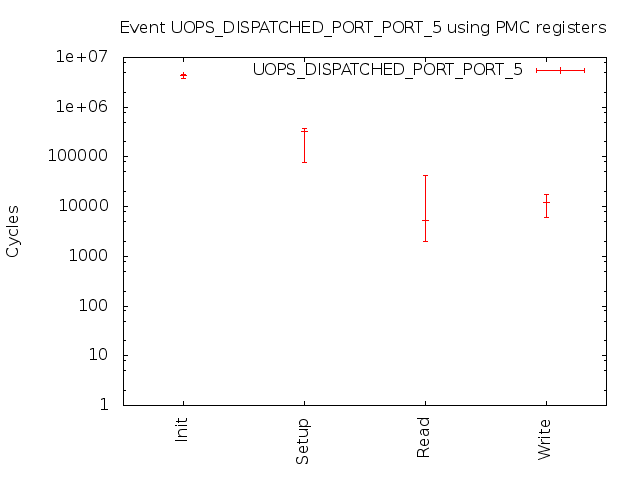 Event UOPS_DISPATCHED_PORT_PORT_5 using PMC registers
UOPS_DISPATCHED_PORT_PORT_5
1e+07
1e+06
100000
10000
1000
100
10
1
Cycles
Init
Setup
Read
Write